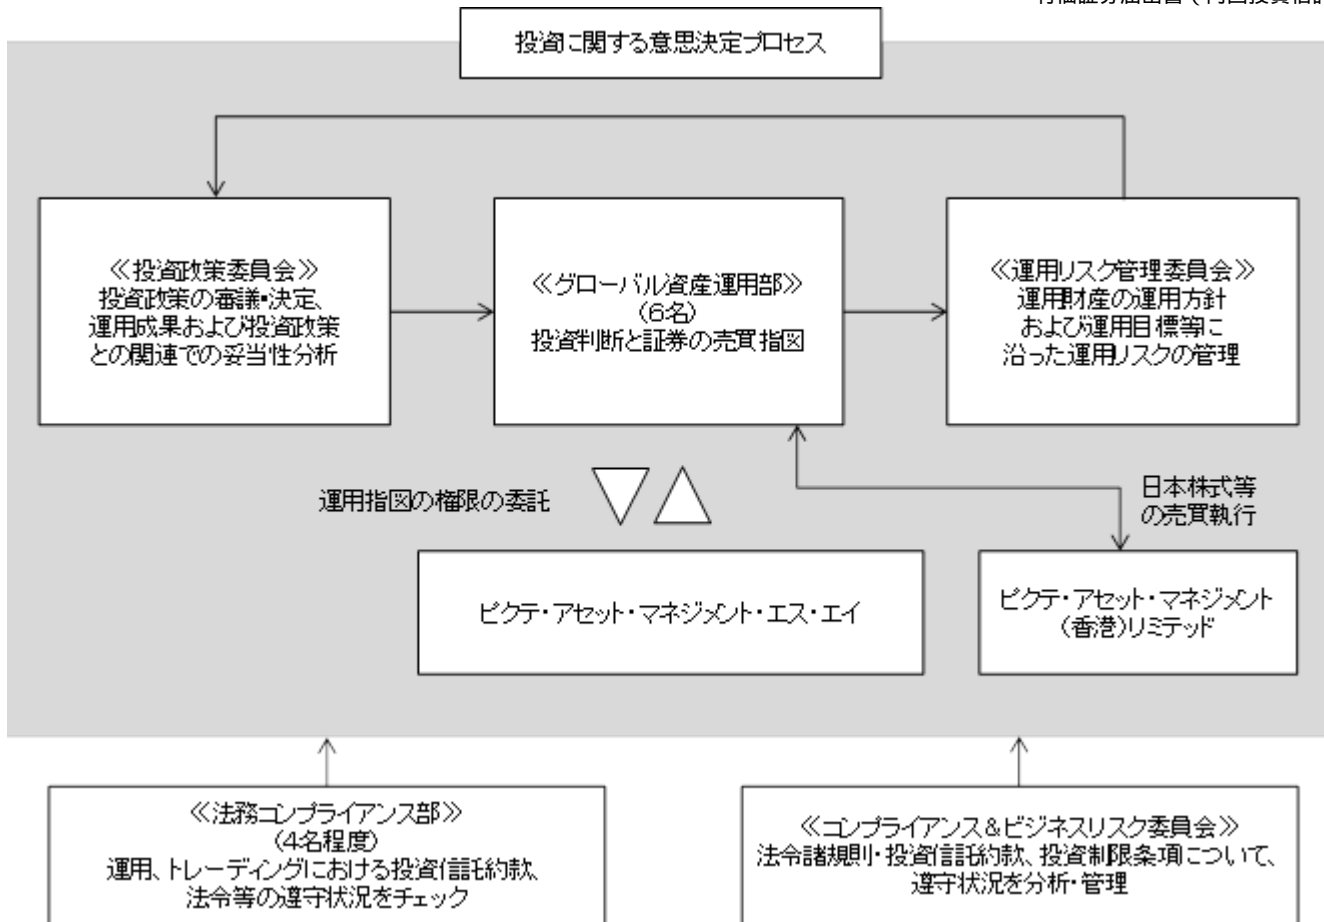 投資に関する意思決定プロセス
≪投資政策委員会≫
投資政策の審議・決定、
運用成果および投資政策
との関連での妥当性分析
≪グローバル資産運用部≫
(6名)
投資判断と証券の売買指図
≪運用リスク管理委員会≫
運用財産の運用方針
および運用目標等に
沿った運用リスクの管理
運用指図の権限の委託
日本株式等
の売買執行
ピクテ・アセット・マネジメント・エス・エイ
ピクテ・アセット・マネジメント
(香港)リミテッド
≪法務コンプライアンス部≫
(4名程度)
運用、トレーディングにおける投資信託約款、
法令等の遵守状況をチェック
≪コンプライアンス&ビジネスリスク委員会≫
法令諸規則・投資信託約款、投資制限条項について、
遵守状況を分析・管理